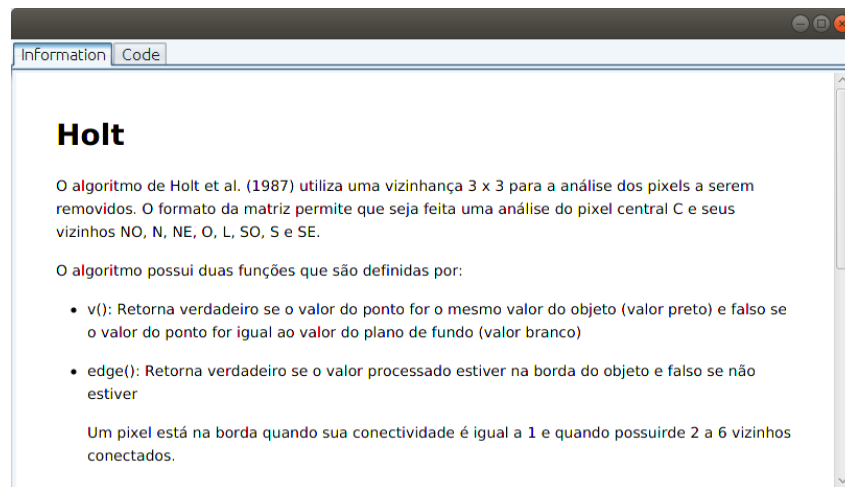 Information Code
Holt
O algoritmo de Holt et al. (1987) utiliza uma vizinhança 3 x 3 para a análise dos pixels a serem
removidos. O formato da matriz permite que seja feita uma análise do pixel central C e seus
vizinhos NO, N, NE, O, L, SO, S e SE.
O algoritmo possui duas funções que são definidas por:
• v(): Retorna verdadeiro se o valor do ponto for o mesmo valor do objeto (valor preto) e falso se
o valor do ponto for igual ao valor do plano de fundo (valor branco)
• edge(): Retorna verdadeiro se o valor processado estiver na borda do objeto e falso se não
estiver
Um pixel está na borda quando sua conectividade é igual a 1 e quando possuirde 2 a 6 vizinhos
conectados.